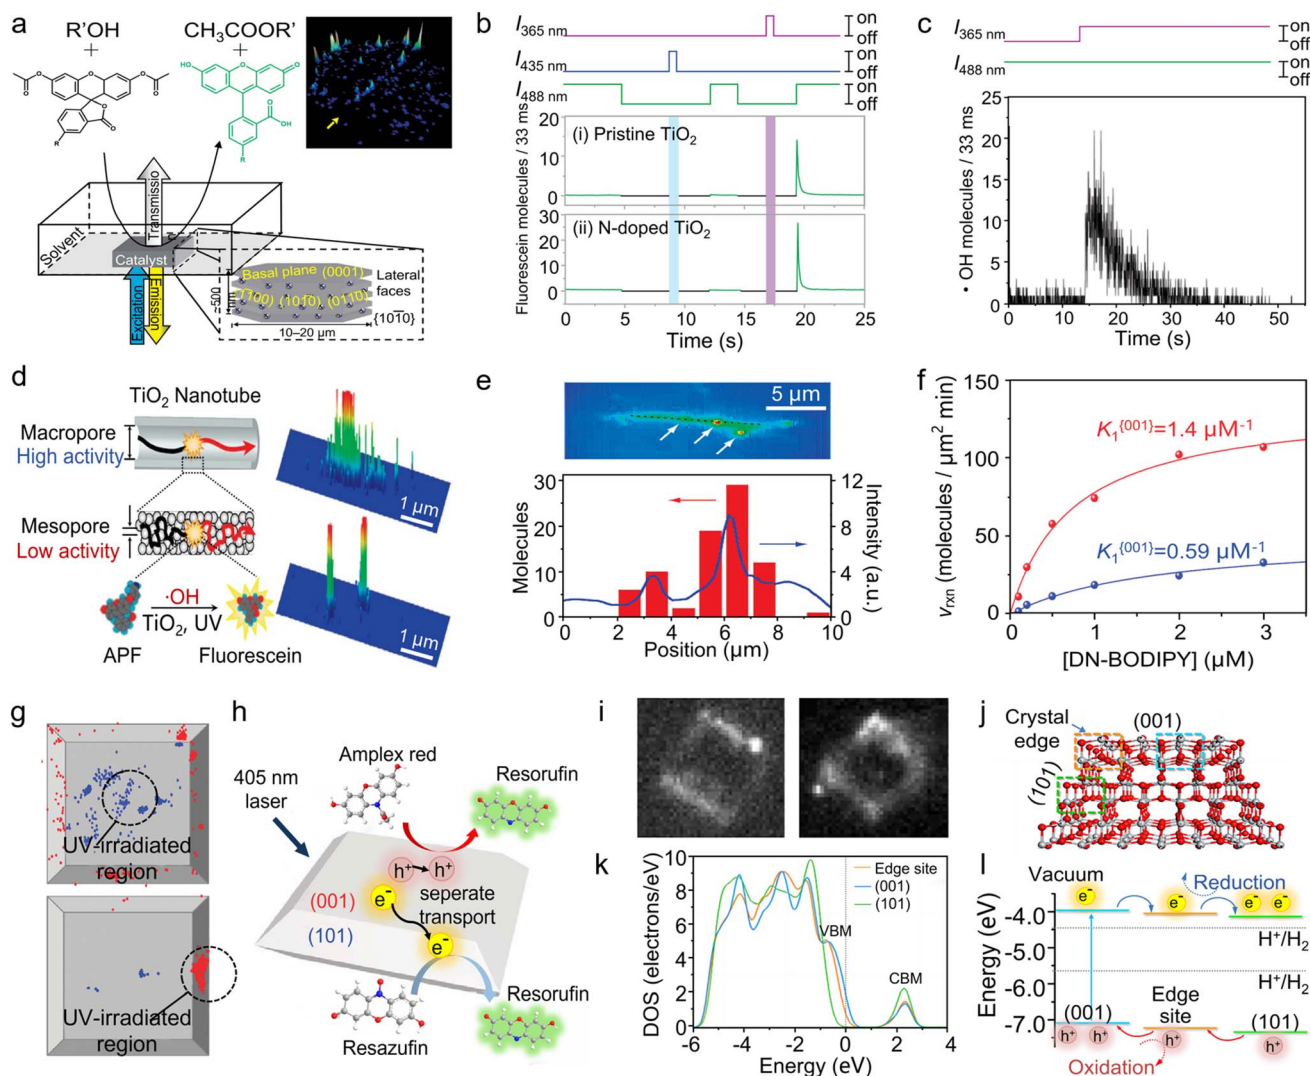 a
R'OH
+
CH₃COOR'
+
AcO
O
O
R
HO
O
OH
R
Transmissio
Solvent
Catalyst
Excitation
Emission
Basal plane (0001)
(1̄100) (101̄0) (011̄0)
Lateral
faces
{101̄0}
~500
nm
10–20 μm
b
I365 nm
on
off
I435 nm
on
off
I488 nm
on
off
(i) Pristine TiO₂
(ii) N-doped TiO₂
Fluorescein molecules / 33 ms
20
10
0
30
20
10
0
0 5 10 15 20 25
Time (s)
c
I365 nm
on
off
I488 nm
on
off
• OH molecules / 33 ms
25
20
15
10
5
0
0 10 20 30 40 50
Time (s)
d
TiO₂ Nanotube
Macropore
High activity
Mesopore
Low activity
·OH
TiO₂, UV
APF
Fluorescein
1 μm
1 μm
e
5 μm
Molecules
30
20
10
0
Intensity (a.u.)
12
8
4
0
0 2 4 6 8 10
Position (μm)
f
νrxn (molecules / μm² min)
150
100
50
0
K₁{001}=1.4 μM-1
K₁{001}=0.59 μM-1
0 1 2 3
[DN-BODIPY] (μM)
g
UV-irradiated
region
UV-irradiated
region
h
405 nm
laser
Amplex red
Resorufin
h⁺ h⁺
seperate
transport
e⁻
e⁻
(001)
(101)
Resorufin
Resazufin
i
j
Crystal
edge
(001)
(101)
k
DOS (electrons/eV)
10
8
6
4
2
0
Edge site
(001)
(101)
VBM
CBM
-6 -4 -2 0 2 4 6
Energy (eV)
l
Vacuum
e⁻
e⁻
e⁻ e⁻
Reduction
Energy (eV)
-4.0
-5.0
-6.0
-7.0
H⁺/H₂
H⁺/H₂
(001)
Edge
site
(101)
h⁺ h⁺
h⁺
h⁺
Oxidation